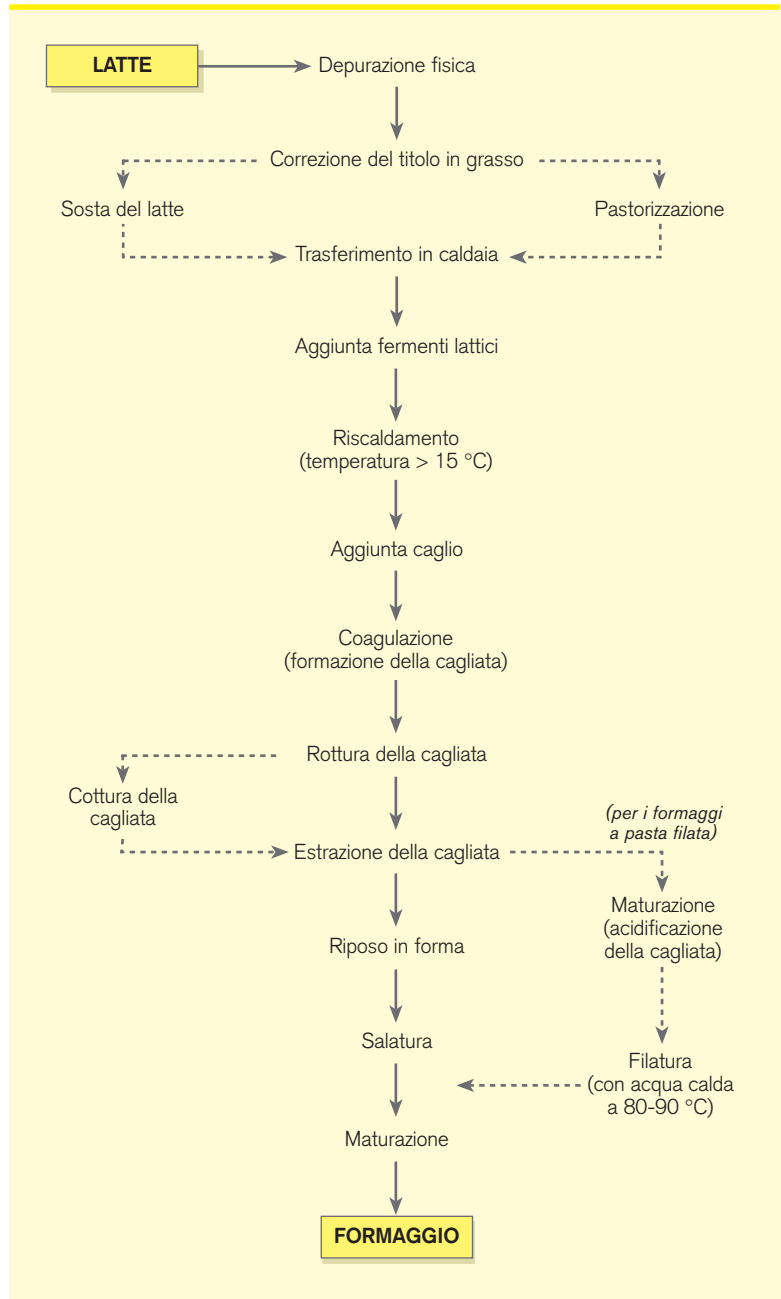 LATTE
Depurazione fisica
Correzione del titolo in grasso
Sosta del latte
Pastorizzazione
Trasferimento in caldaia
Aggiunta fermenti lattici
Riscaldamento
(temperatura > 15 °C)
Aggiunta caglio
Coagulazione
(formazione della cagliata)
Rottura della cagliata
Cottura della
cagliata
(per i formaggi
a pasta filata)
Estrazione della cagliata
Maturazione
(acidificazione
della cagliata)
Riposo in forma
Salatura
Filatura
(con acqua calda
a 80-90 °C)
Maturazione
FORMAGGIO